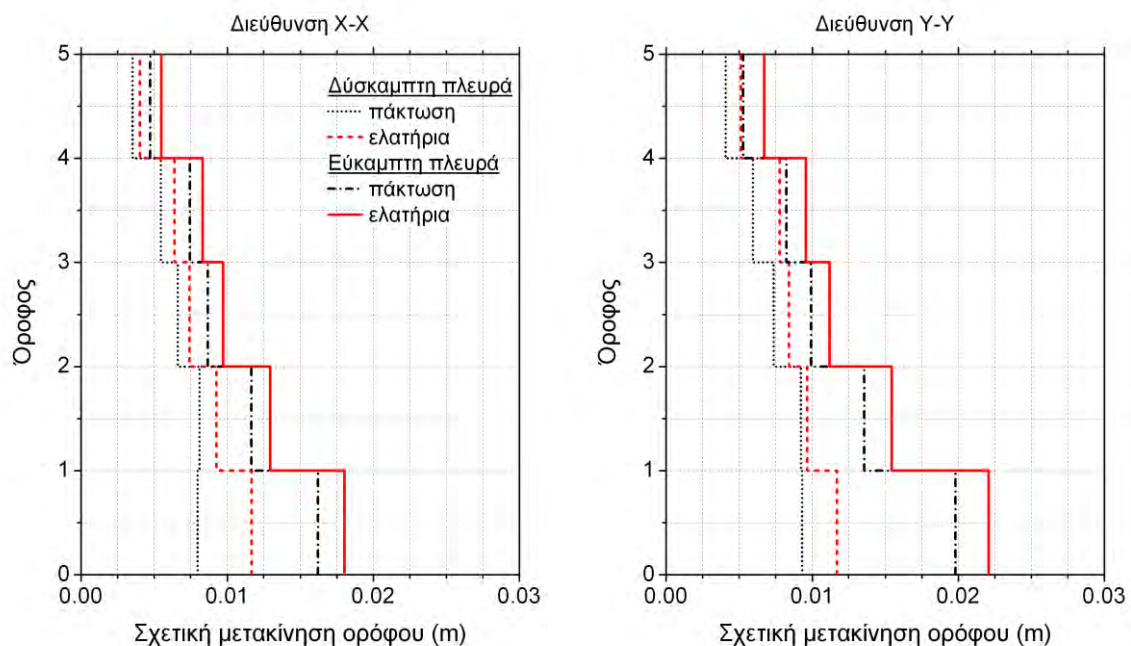 Διεύθυνση X-X
5
4
3
2
1
0
Όροφος
Δύσκαμπτη πλευρά
πάκτωση
ελατήρια
Εύκαμπτη πλευρά
πάκτωση
ελατήρια
0.00 0.01 0.02 0.03
Σχετική μετακίνηση ορόφου (m)
Διεύθυνση Y-Y
5
4
3
2
1
0
Όροφος
0.00 0.01 0.02 0.03
Σχετική μετακίνηση ορόφου (m)